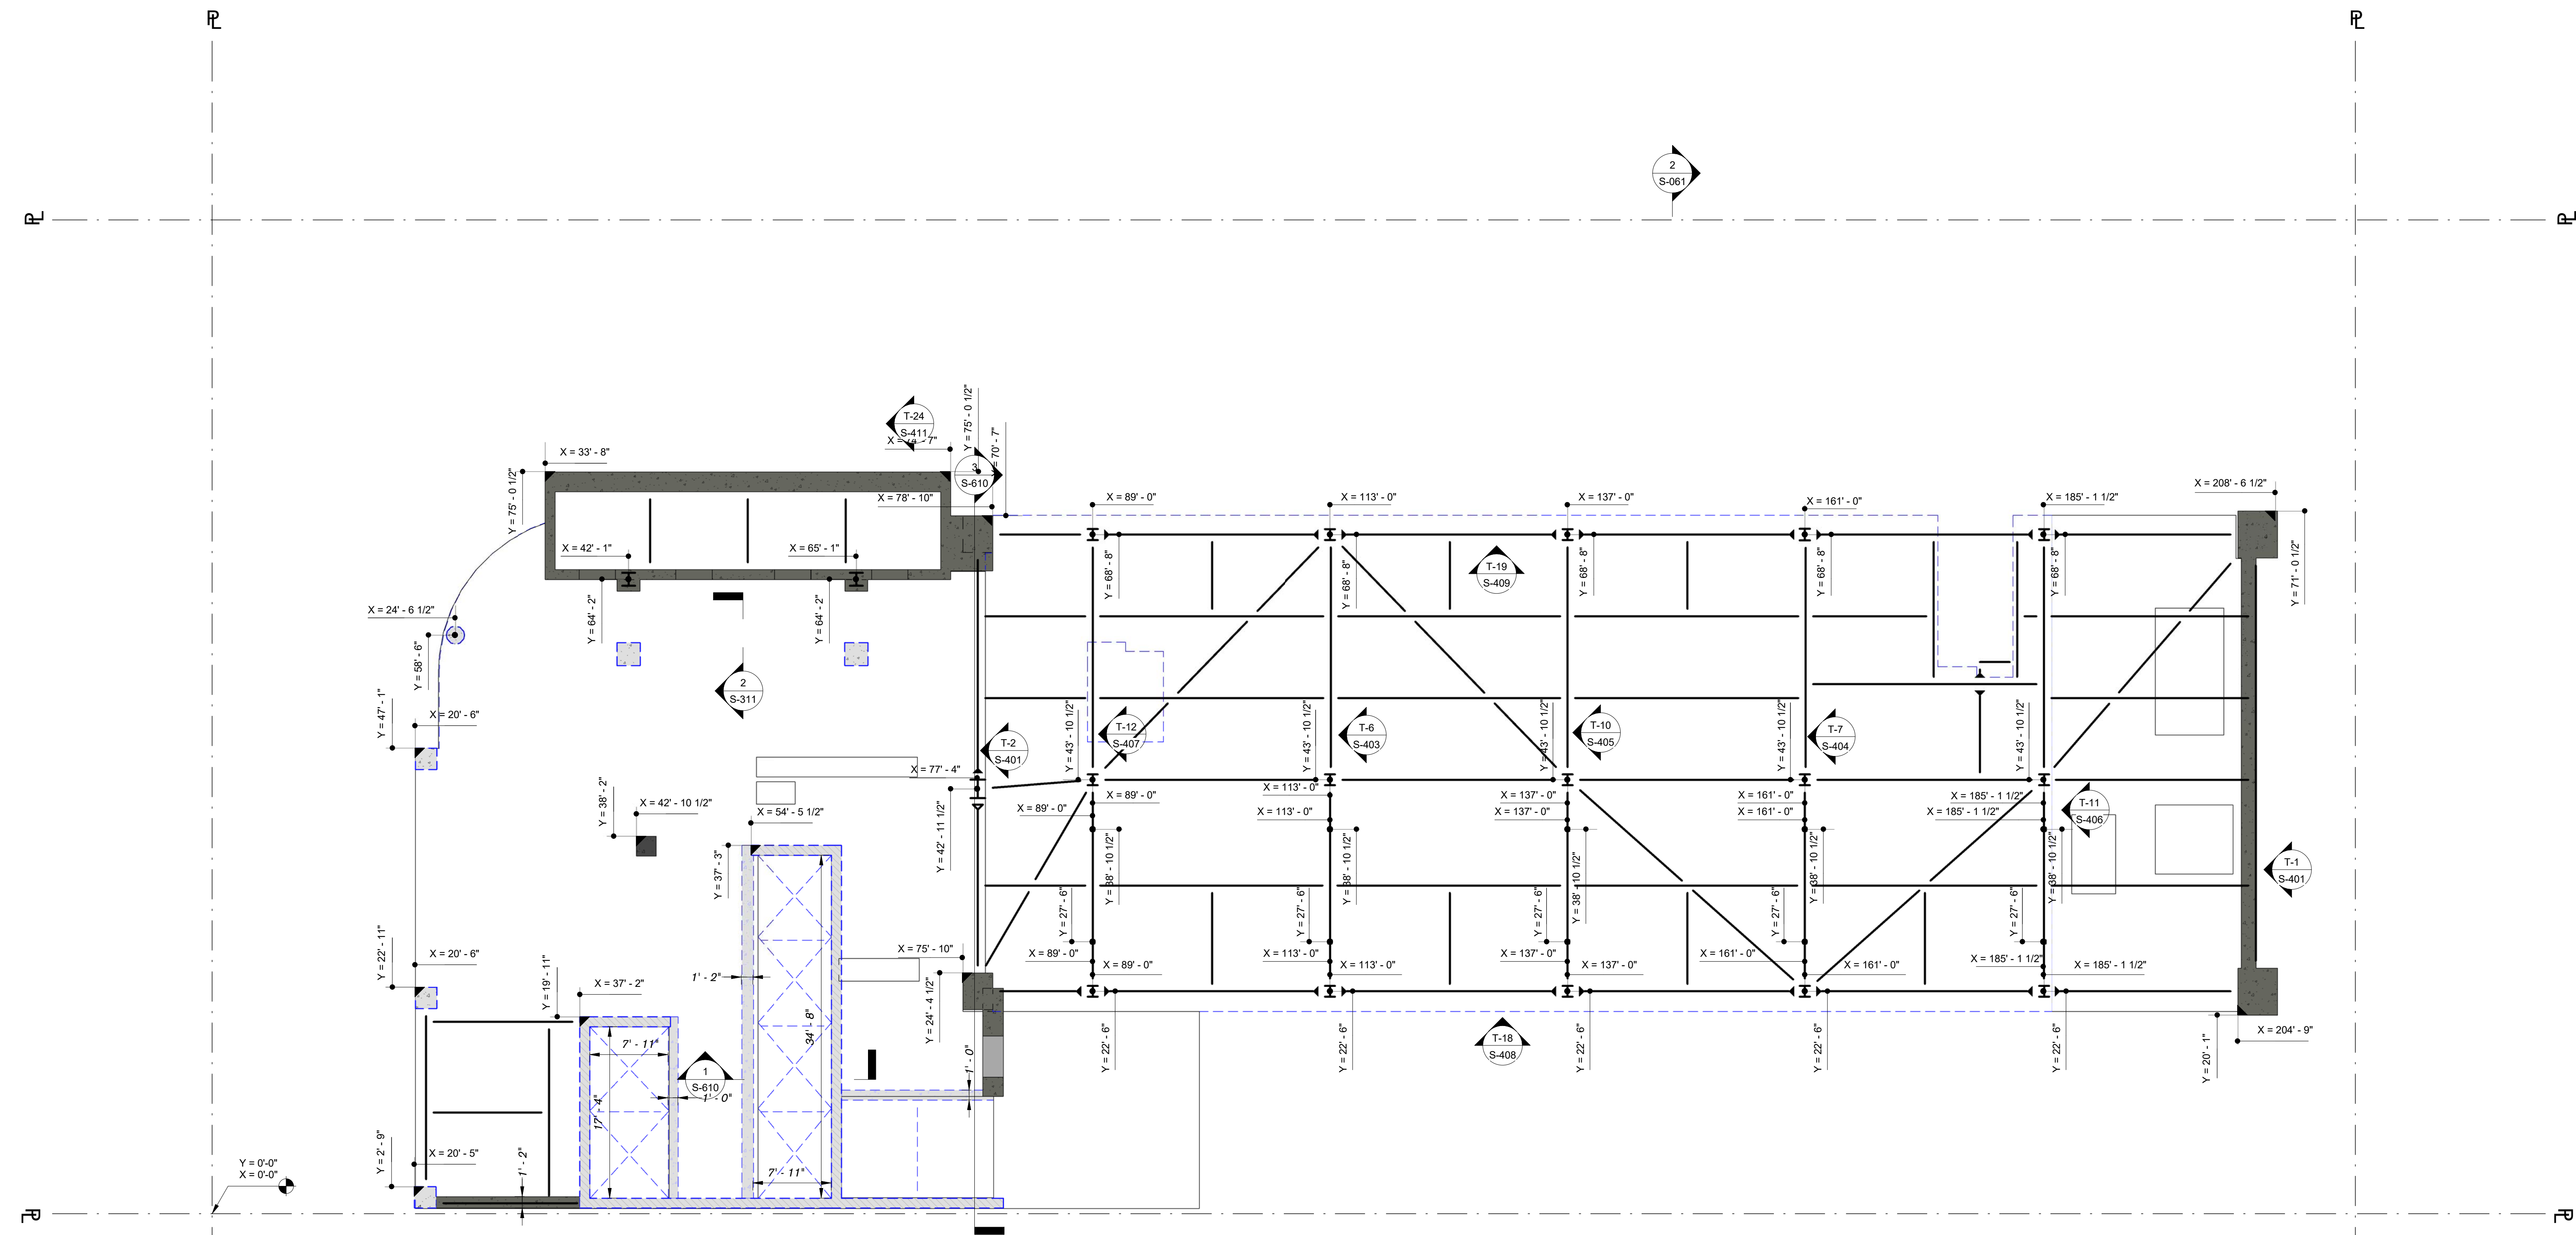 PL
PL
2
S-061
PL
PL
T-24
S-411
X = 74' - 7"
Y = 75' - 0 1/2"
Y = 70' - 7"
X = 33' - 8"
3
S-610
Y = 75' - 0 1/2"
X = 78' - 10"
X = 89' - 0"
X = 113' - 0"
X = 137' - 0"
X = 161' - 0"
X = 185' - 1 1/2"
X = 208' - 6 1/2"
Y = 71' - 0 1/2"
X = 42' - 1"
X = 65' - 1"
Y = 68' - 8"
Y = 68' - 8"
Y = 68' - 8"
Y = 68' - 8"
Y = 68' - 8"
T-19
S-409
X = 24' - 6 1/2"
Y = 64' - 2"
Y = 64' - 2"
Y = 58' - 6"
2
S-311
Y = 47' - 1"
X = 20' - 6"
T-2
S-401
Y = 43' - 10 1/2"
T-12
S-407
Y = 43' - 10 1/2"
T-6
S-403
Y = 43' - 10 1/2"
T-10
S-405
Y = 43' - 10 1/2"
T-7
S-404
Y = 43' - 10 1/2"
X = 77' - 4"
Y = 38' - 2"
X = 42' - 10 1/2"
X = 54' - 5 1/2"
Y = 42' - 11 1/2"
X = 89' - 0"
X = 89' - 0"
X = 113' - 0"
X = 113' - 0"
X = 137' - 0"
X = 137' - 0"
X = 161' - 0"
X = 161' - 0"
X = 185' - 1 1/2"
X = 185' - 1 1/2"
T-11
S-406
Y = 37' - 3"
Y = 38' - 10 1/2"
Y = 38' - 10 1/2"
Y = 38' - 10 1/2"
Y = 38' - 10 1/2"
Y = 38' - 10 1/2"
T-1
S-401
Y = 27' - 6"
Y = 27' - 6"
Y = 27' - 6"
Y = 27' - 6"
Y = 27' - 6"
Y = 22' - 11"
X = 20' - 6"
Y = 19' - 11"
X = 37' - 2"
1' - 2"
X = 75' - 10"
X = 89' - 0"
X = 89' - 0"
X = 113' - 0"
X = 113' - 0"
X = 137' - 0"
X = 137' - 0"
X = 161' - 0"
X = 161' - 0"
X = 185' - 1 1/2"
X = 185' - 1 1/2"
Y = 24' - 4 1/2"
34' - 8"
7' - 11"
1' - 0"
Y = 22' - 6"
Y = 22' - 6"
T-18
S-408
Y = 22' - 6"
Y = 22' - 6"
Y = 22' - 6"
Y = 20' - 1"
X = 204' - 9"
1
S-610
1' - 0"
17' - 4"
Y = 2' - 9"
X = 20' - 5"
1' - 2"
7' - 11"
Y = 0'-0"
X = 0'-0"
PL
PL